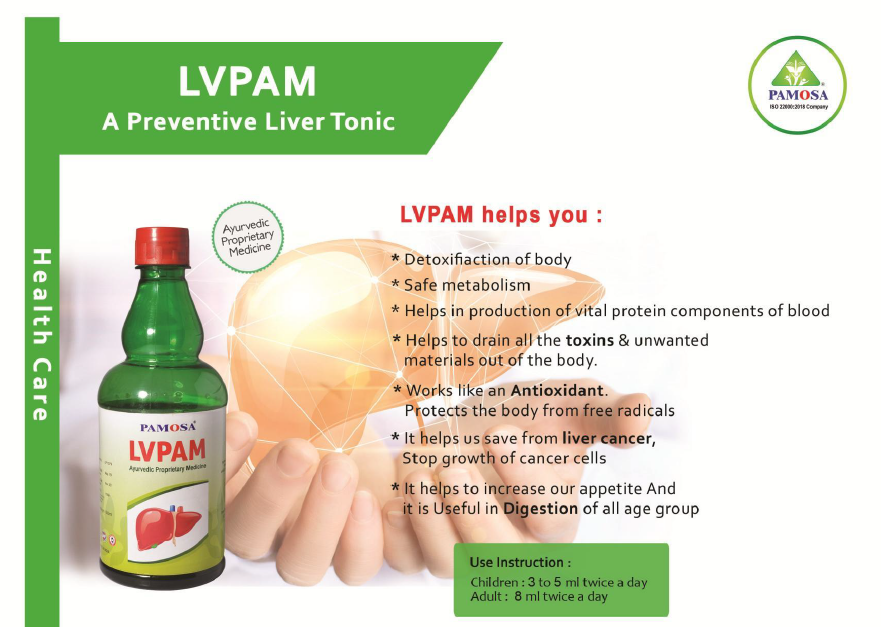 LVPAM
A Preventive Liver Tonic
PAMOSA
ISO 22000:2018 Company
Health Care
Ayurvedic
Proprietary
Medicine
LVPAM helps you :
* Detoxifiaction of body
* Safe metabolism
* Helps in production of vital protein components of blood
* Helps to drain all the toxins & unwanted
materials out of the body.
* Works like an Antioxidant.
Protects the body from free radicals
* It helps us save from liver cancer,
Stop growth of cancer cells
* It helps to increase our appetite And
it is Useful in Digestion of all age group
PAMOSA
LVPAM
Ayurvedic Proprietary Medicine
Use Instruction :
Children : 3 to 5 ml twice a day
Adult : 8 ml twice a day